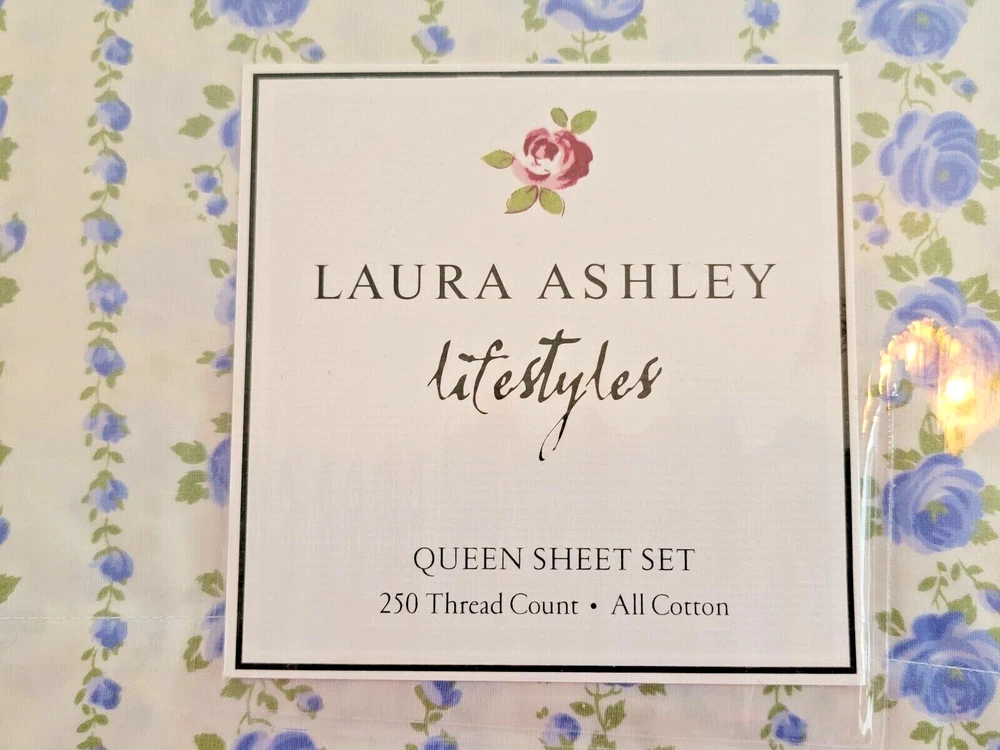 LAURA ASHLEY
lifestyles
QUEEN SHEET SET
250 Thread Count • All Cotton